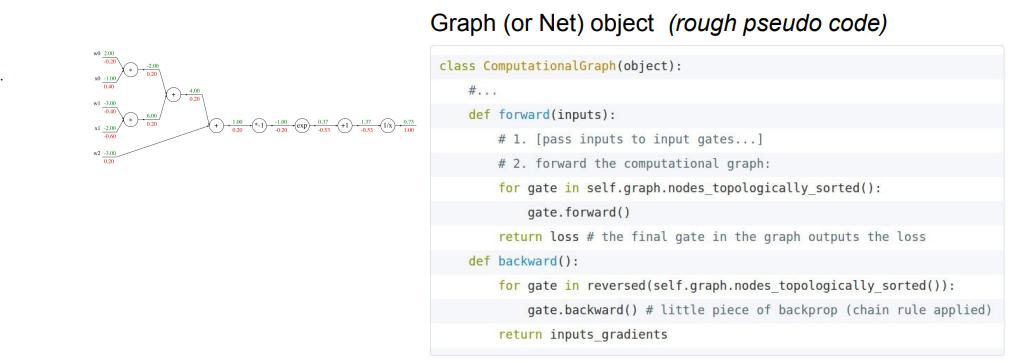 Graph (or Net) object (rough pseudo code)
w0 2.00
-0.20
x0 -1.00
0.40
w1 -3.00
-0.40
x1 -2.00
-0.60
w2 -3.00
0.20
*
-2.00
0.20
*
6.00
0.20
+
4.00
0.20
+
1.00
0.20
*-1
-1.00
-0.20
exp
0.37
-0.53
+1
1.37
-0.53
1/x
0.73
1.00
class ComputationalGraph(object):
#...
def forward(inputs):
# 1. [pass inputs to input gates...]
# 2. forward the computational graph:
for gate in self.graph.nodes_topologically_sorted():
gate.forward()
return loss # the final gate in the graph outputs the loss
def backward():
for gate in reversed(self.graph.nodes_topologically_sorted()):
gate.backward() # little piece of backprop (chain rule applied)
return inputs_gradients